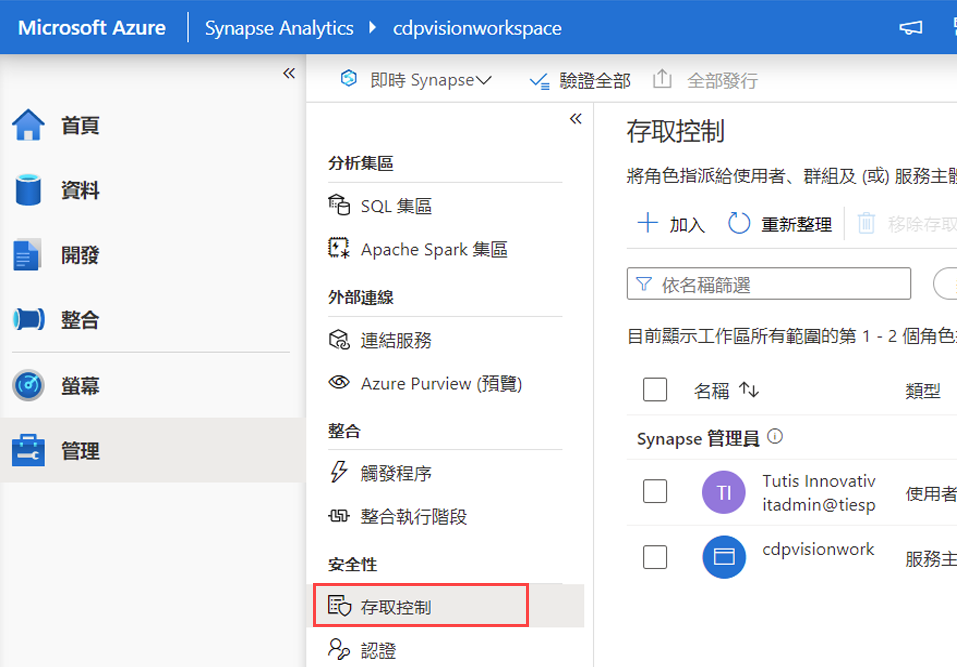 Microsoft Azure
Synapse Analytics
cdpvisionworkspace
首頁
資料
開發
整合
螢幕
管理
即時 Synapse
驗證全部
全部發行
分析集區
SQL 集區
Apache Spark 集區
外部連線
連結服務
Azure Purview (預覽)
整合
觸發程序
整合執行階段
安全性
存取控制
認證
存取控制
將角色指派給使用者、群組及 (或) 服務主體
加入
重新整理
移除存取
依名稱篩選
目前顯示工作區所有範圍的第 1 - 2 個角色
名稱
類型
Synapse 管理員
TI
Tutis Innovativ
itadmin@tiesp
使用者
cdpvisionwork
服務主